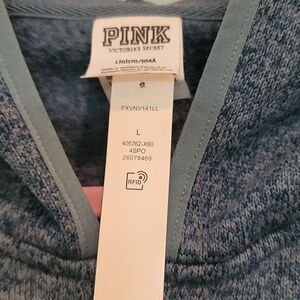 PINK
VICTORIA'S SECRET
PXVNV141LL
L
405762-X60
4SPO
26078469
RFID